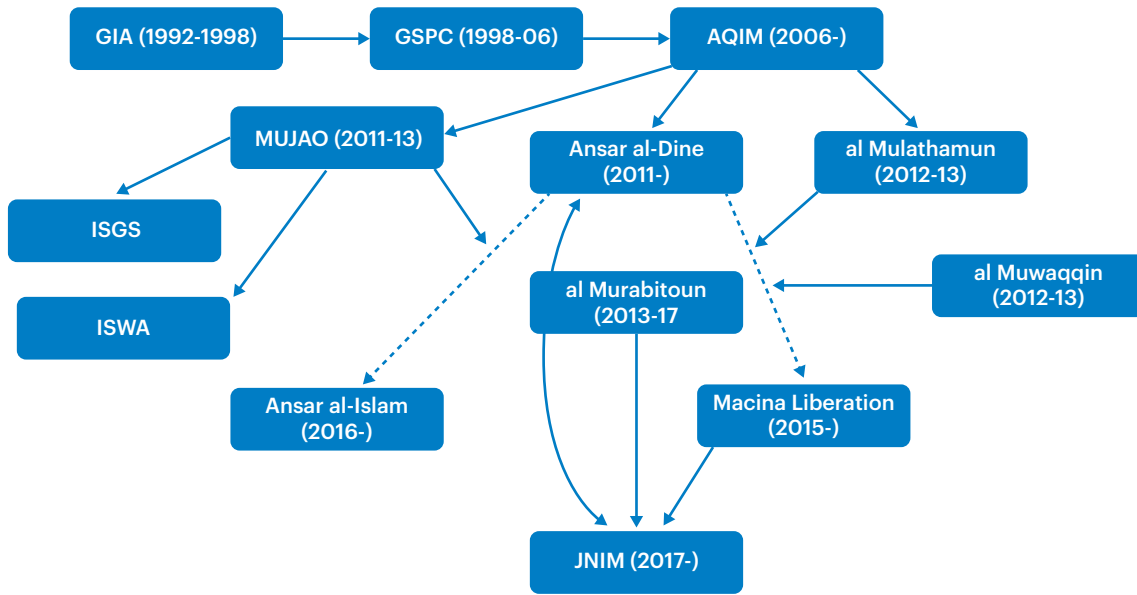 GIA (1992-1998)
GSPC (1998-06)
AQIM (2006-)
MUJAO (2011-13)
Ansar al-Dine
(2011-)
al Mulathamun
(2012-13)
ISGS
al Murabitoun
(2013-17
al Muwaqqin
(2012-13)
ISWA
Ansar al-Islam
(2016-)
Macina Liberation
(2015-)
JNIM (2017-)